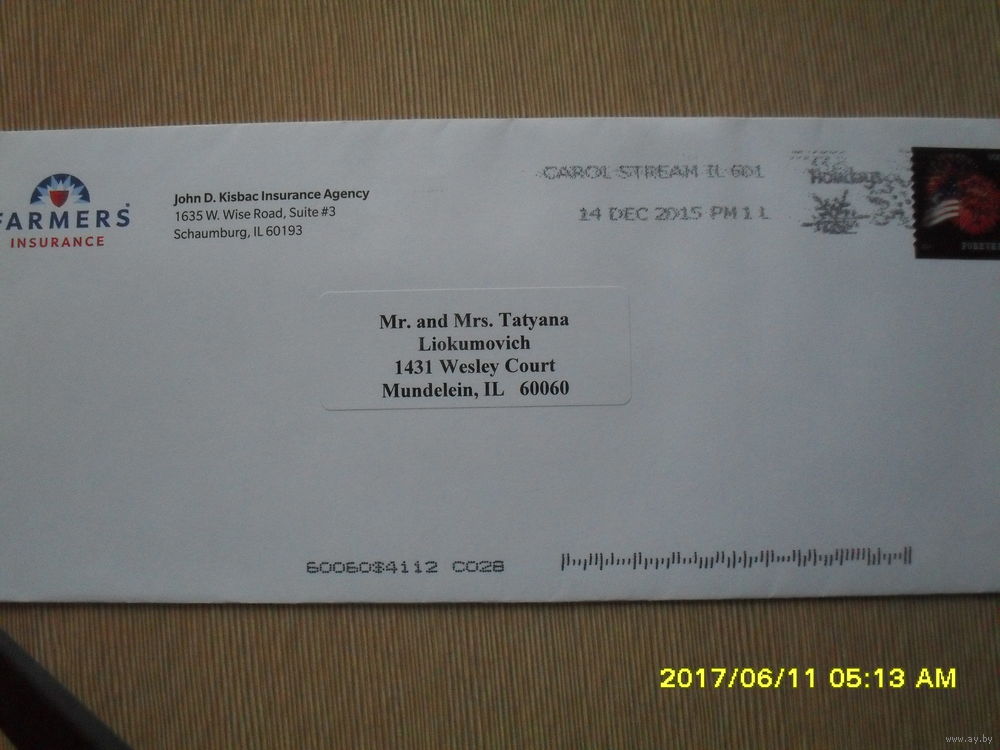 FARMERS
INSURANCE
John D. Kisbac Insurance Agency
1635 W. Wise Road, Suite #3
Schaumburg, IL 60193
CAROL STREAM IL 601
14 DEC 2015 PM 1 L
Holidays
FOREVER
Mr. and Mrs. Tatyana
Liokumovich
1431 Wesley Court
Mundelein, IL 60060
60060$4112 C028
2017/06/11 05:13 AM
www.ay.by